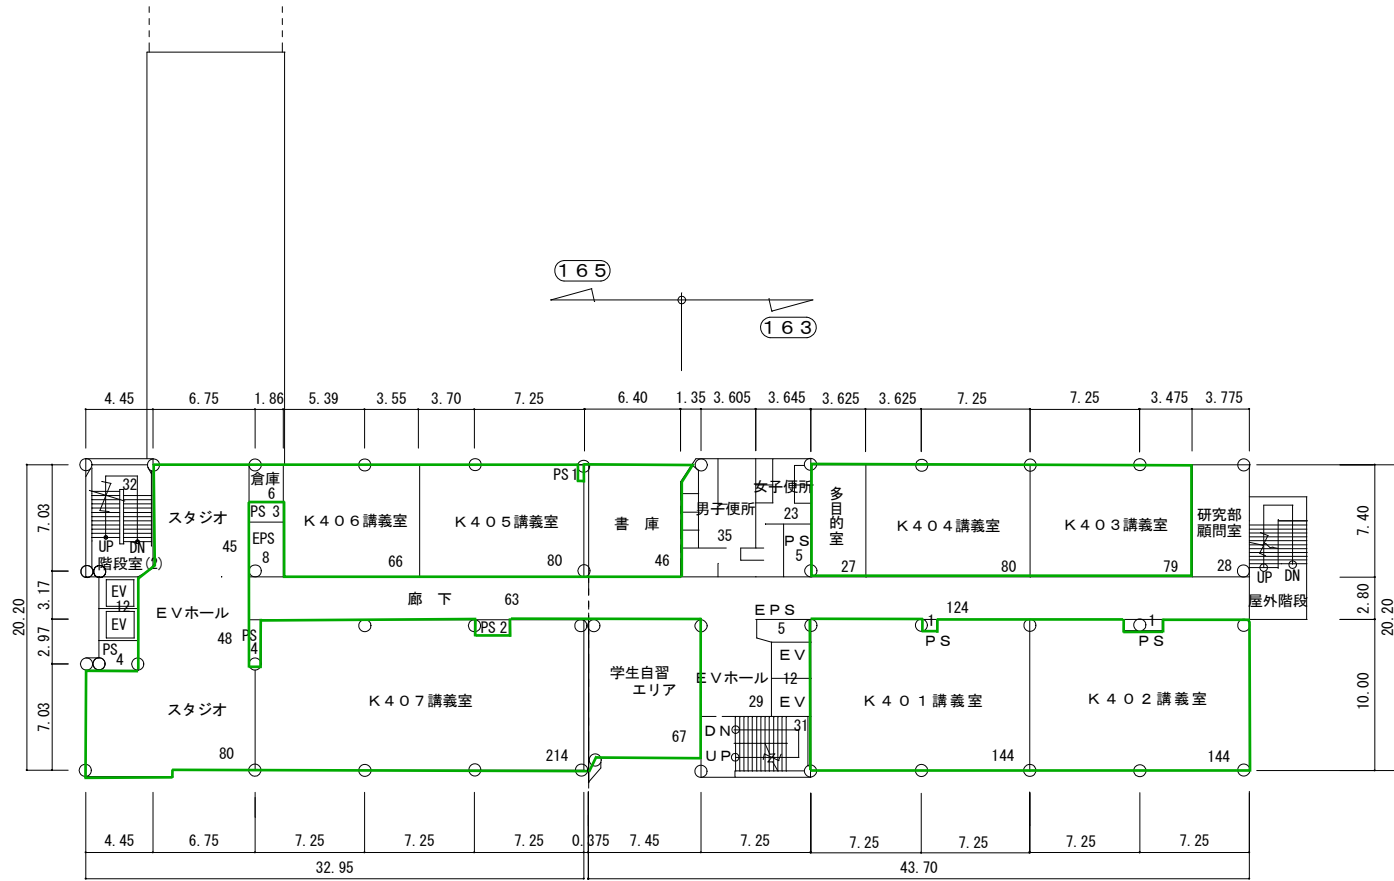 165
163
4.45 6.75 1.86 5.39 3.55 3.70 7.25 6.40 1.35 3.605 3.645 3.625 3.625 7.25 7.25 3.475 3.775
20.20
7.03
3.17
2.97
7.03
32
UP DN
階段室(2)
スタジオ
45
倉庫
6
PS 3
EPS
8
K406講義室
66
K405講義室
80
PS 1
書 庫
46
男子便所
35
女子便所
23
PS
5
多目的室
27
K404講義室
80
K403講義室
79
研究部
顧問室
28
UP DN
屋外階段
EV
12
EV
PS
4
EVホール
48
PS
4
廊 下 63
124
EPS
5
スタジオ
80
K407講義室
214
PS 2
学生自習
エリア
67
EVホール
29
EV
12
EV
31
DN
UP
K401講義室
144
1
PS
K402講義室
144
1
PS
7.40
2.80
10.00
20.20
4.45 6.75 7.25 7.25 7.25 0.375 7.45 7.25 7.25 7.25 7.25 7.25
32.95 43.70